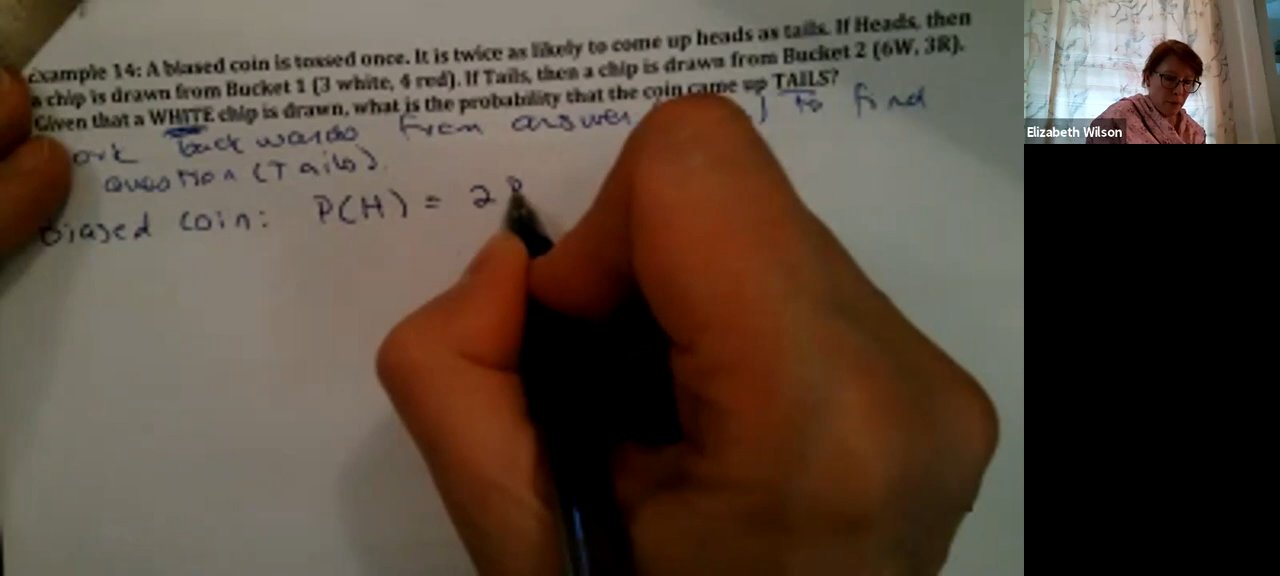 Example 14: A biased coin is tossed once. It is twice as likely to come up heads as tails. If Heads, then
a chip is drawn from Bucket 1 (3 white, 4 red). If Tails, then a chip is drawn from Bucket 2 (6W, 3R).
Given that a WHITE chip is drawn, what is the probability that the coin came up TAILS?
backwards from answer to find
question (Tails).
Biased coin: P(H) = 2
Elizabeth Wilson